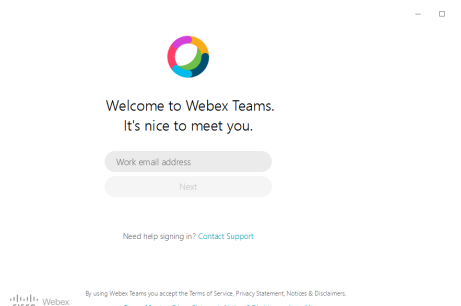 Welcome to Webex Teams.
It's nice to meet you.
Work email address
Next
Need help signing in? Contact Support
By using Webex Teams you accept the Terms of Service, Privacy Statement, Notices & Disclaimers.
CISCO Webex